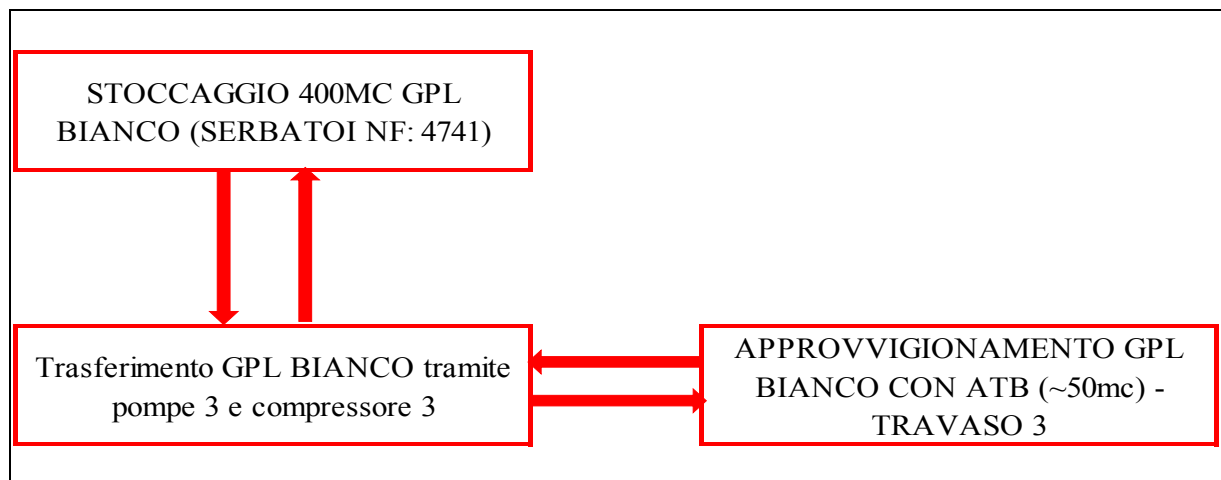 STOCCAGGIO 400MC GPL
BIANCO (SERBATOI NF: 4741)
Trasferimento GPL BIANCO tramite
pompe 3 e compressore 3
APPROVVIGIONAMENTO GPL
BIANCO CON ATB (~50mc) -
TRAVASO 3